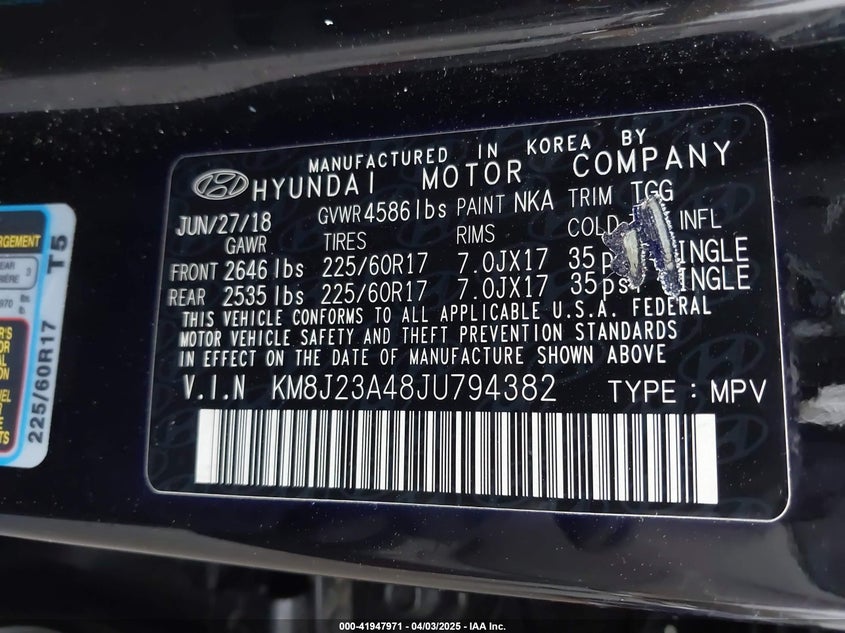 MANUFACTURED IN KOREA BY
HYUNDAI MOTOR COMPANY
JUN/27/18 GVWR 4586 lbs PAINT NKA TRIM TGG
GAWR TIRES RIMS COLD INFL
FRONT 2646 lbs 225/60R17 7.0JX17 35 INGLE
REAR 2535 lbs 225/60R17 7.0JX17 35 ps INGLE
THIS VEHICLE CONFORMS TO ALL APPLICABLE U.S.A. FEDERAL
MOTOR VEHICLE SAFETY AND THEFT PREVENTION STANDARDS
IN EFFECT ON THE DATE OF MANUFACTURE SHOWN ABOVE
V.I.N KM8J23A48JU794382 TYPE : MPV
T5
225/60R17
000-41947971 | 04/03/2025 - IAA Inc.